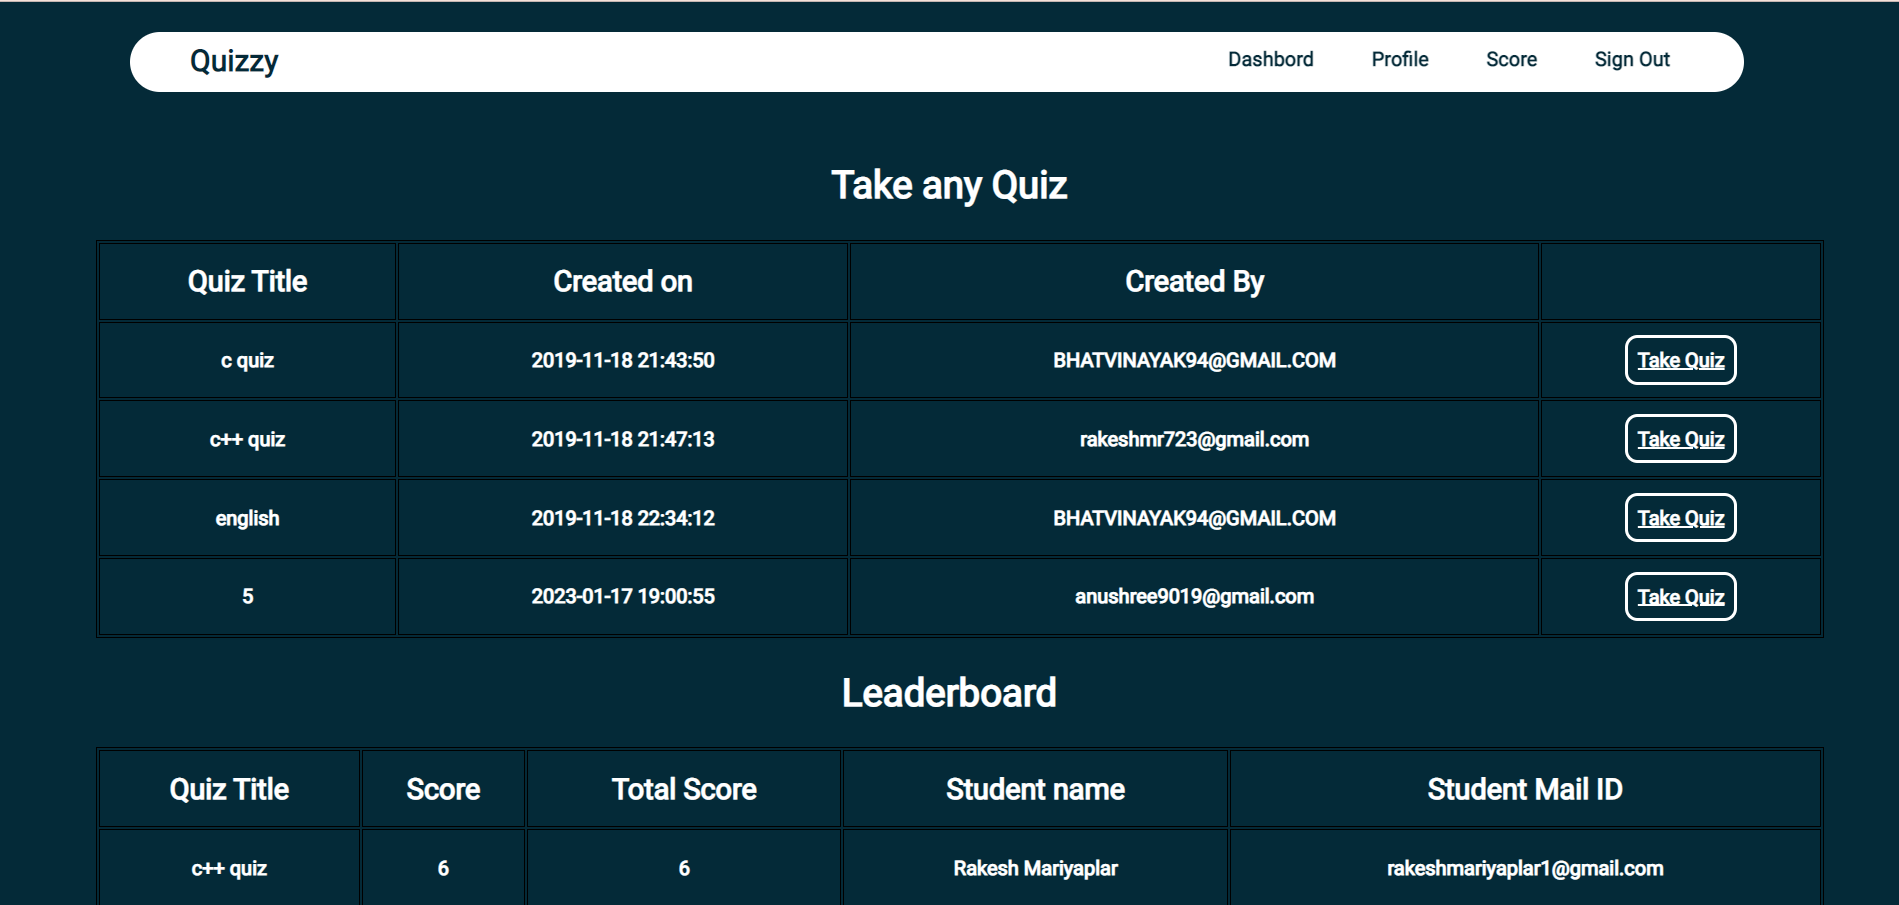 Quizzy Dashbord Profile Score Sign Out
Take any Quiz
Quiz Title Created on Created By
c quiz 2019-11-18 21:43:50 BHATVINAYAK94@GMAIL.COM Take Quiz
c++ quiz 2019-11-18 21:47:13 rakeshmr723@gmail.com Take Quiz
english 2019-11-18 22:34:12 BHATVINAYAK94@GMAIL.COM Take Quiz
5 2023-01-17 19:00:55 anushree9019@gmail.com Take Quiz
Leaderboard
Quiz Title Score Total Score Student name Student Mail ID
c++ quiz 6 6 Rakesh Mariyaplar rakeshmariyaplar1@gmail.com